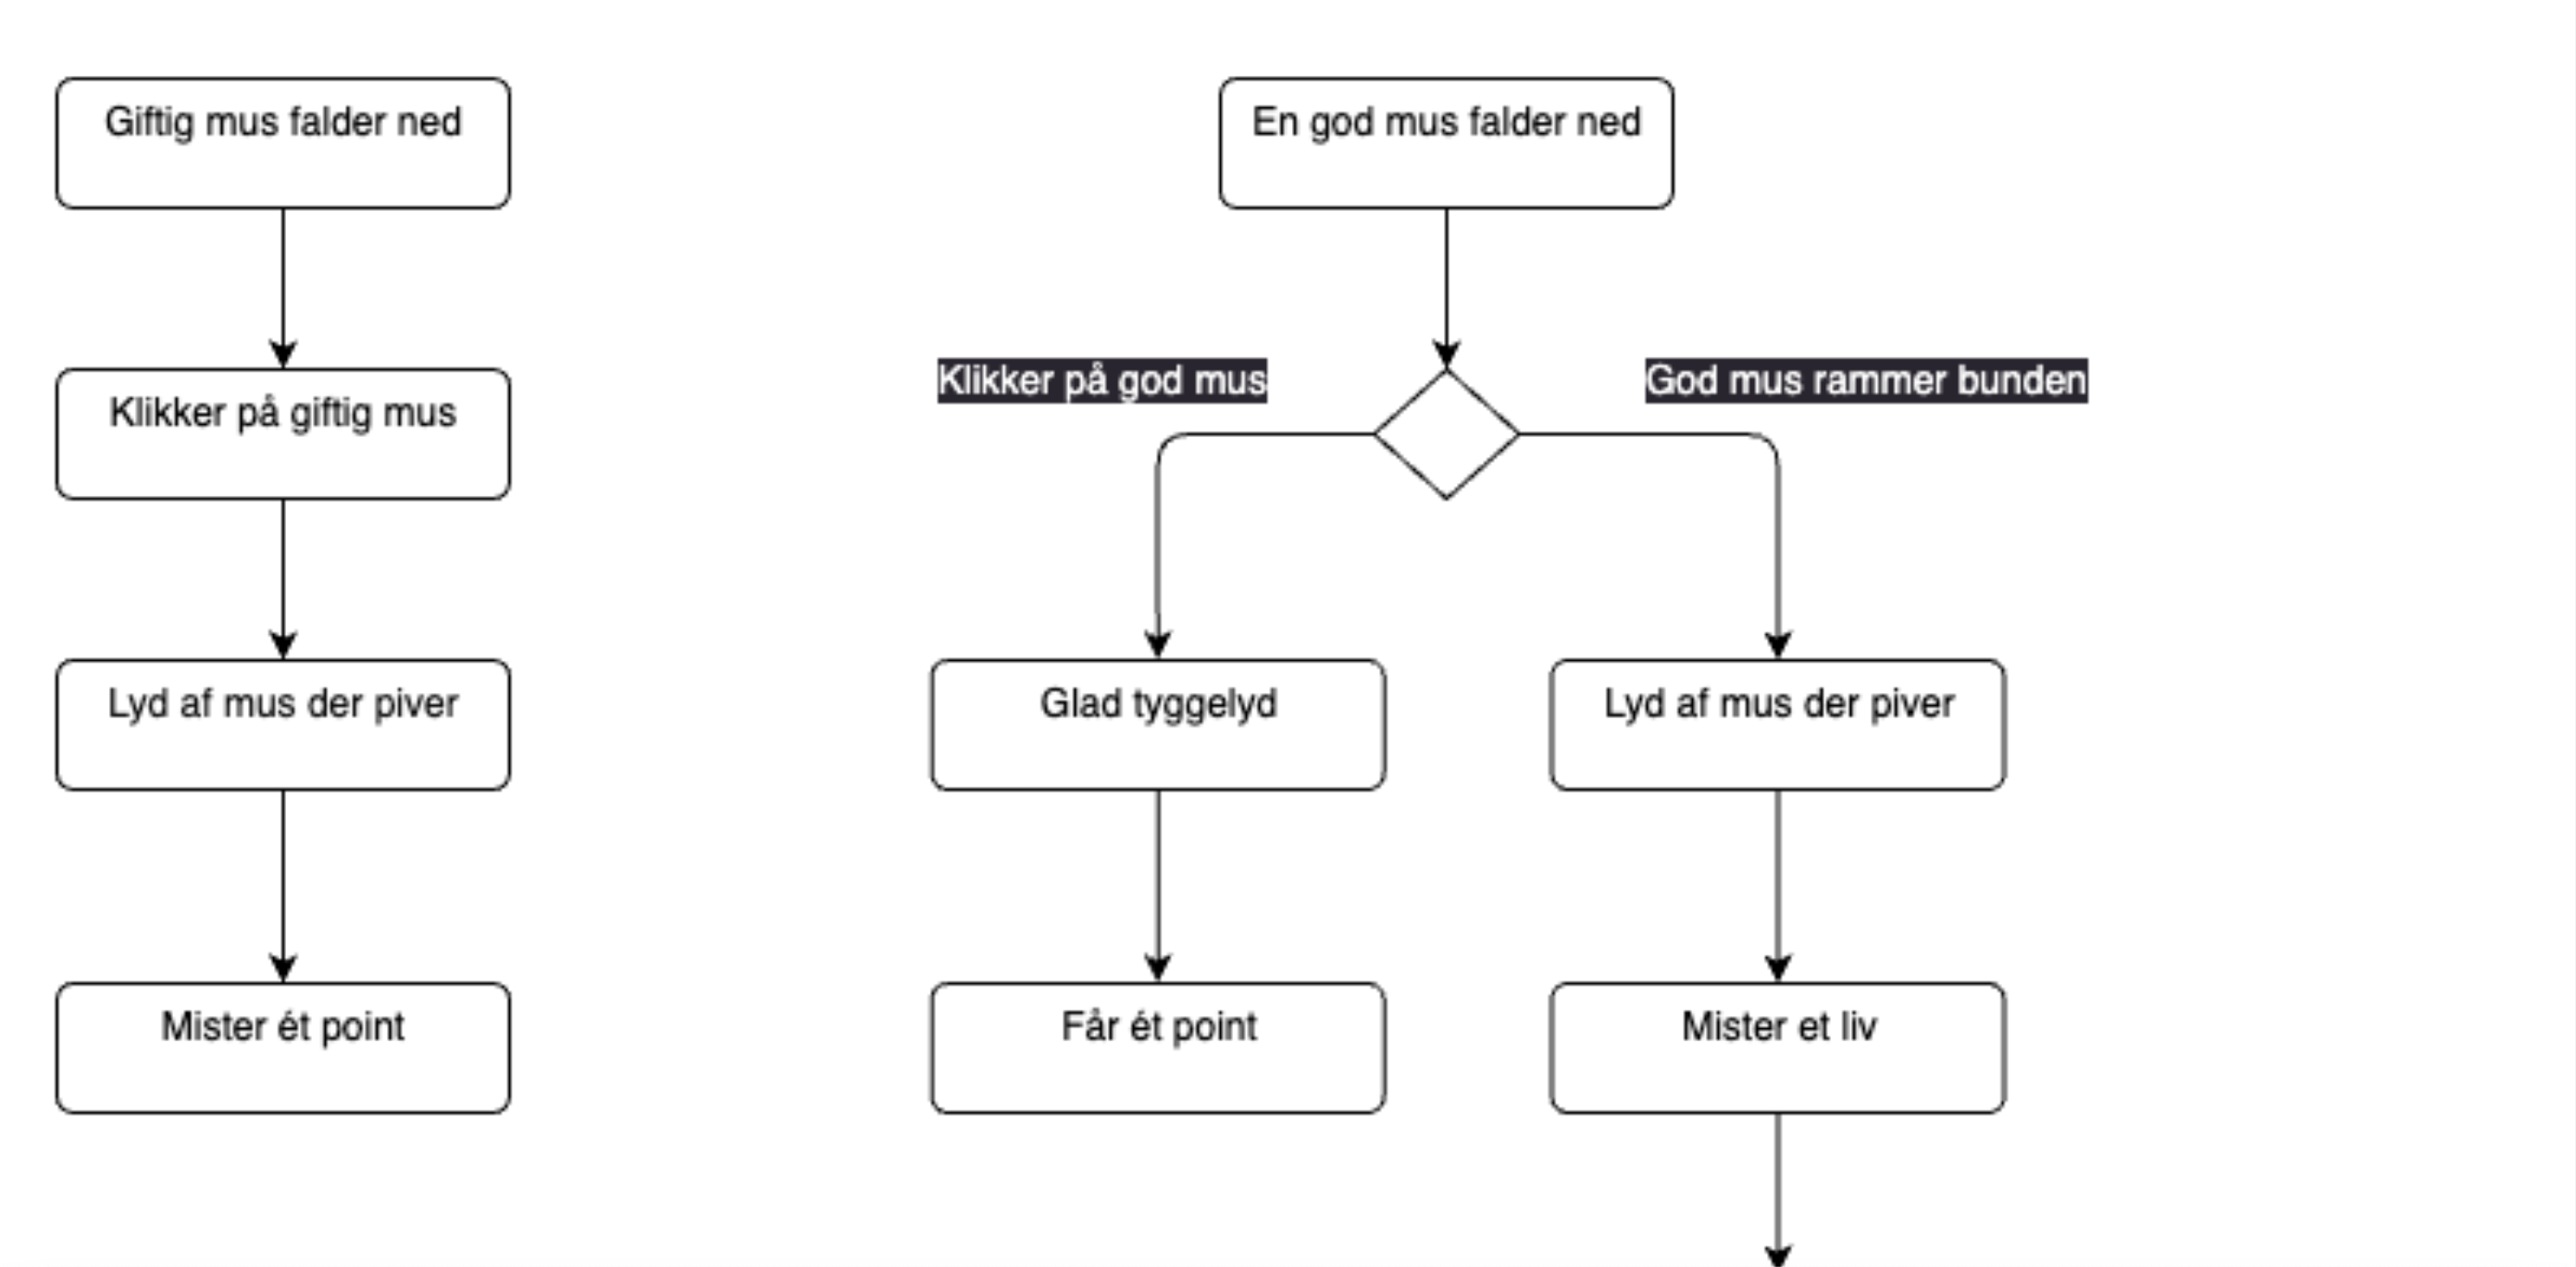 Giftig mus falder ned
En god mus falder ned
Klikker på god mus
God mus rammer bunden
Klikker på giftig mus
Lyd af mus der piver
Glad tyggelyd
Lyd af mus der piver
Mister ét point
Får ét point
Mister et liv